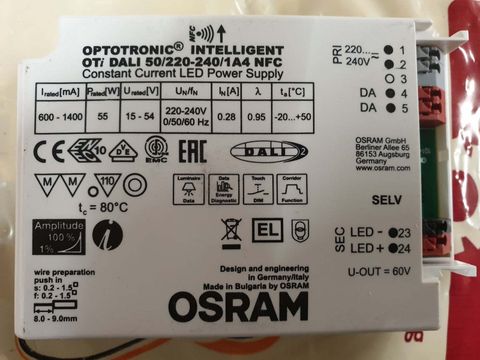 NFC
OPTOTRONIC® INTELLIGENT
OTi DALI 50/220-240/1A4 NFC
Constant Current LED Power Supply
PRI
220...
240V
1
2
3
DA 4
DA 5
Irated[mA] Prated[W] Urated[V] UN/fN IN[A] λ ta[°C]
600 - 1400 55 15 - 54 220-240V 0/50/60 Hz 0.28 0.95 -20...+50
OSRAM GmbH
Berliner Allee 65
86153 Augsburg
Germany
www.osram.com
CE ENEC 10 VDE EMC EAC DALI 2
M M 110
tc = 80°C
Luminaire Data
Data Energy Diagnostic
Touch DIM
Corridor Function
SELV
Amplitude
100 %
1%
EL
SEC
LED - 23
LED + 24
U-OUT = 60V
wire preparation
push in
s: 0.2 - 1.5
f: 0.2 - 1.5
8.0 - 9.0mm
Design and engineering
in Germany/Italy
Made in Bulgaria by OSRAM
OSRAM